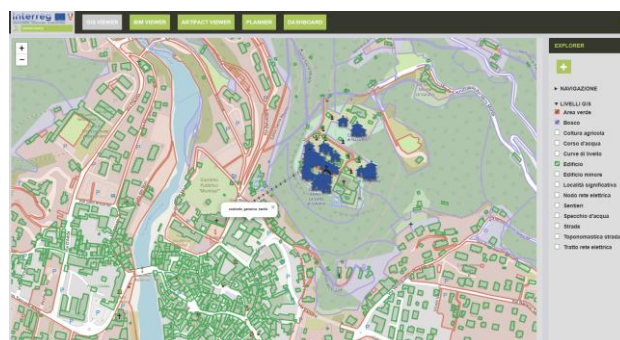 Interreg
GIS VIEWER
BIM VIEWER
ARTIFACT VIEWER
PLANNER
DASHBOARD
+
−
EXPLORER
+
▸ NAVIGAZIONE
▾ LIVELLI GIS
Area verde
Bosco
Coltura agricola
Corso d'acqua
Curve di livello
Edificio
Edificio minore
Località significativa
Nodo rete elettrica
Sentieri
Specchio d'acqua
Strada
Toponomastica strada
Tratto rete elettrica